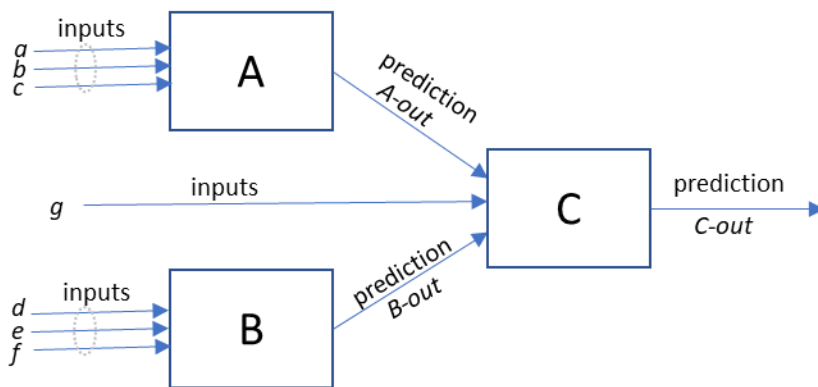 inputs
a
b
c
A
prediction
A-out
g
inputs
C
prediction
C-out
inputs
d
e
f
B
prediction
B-out